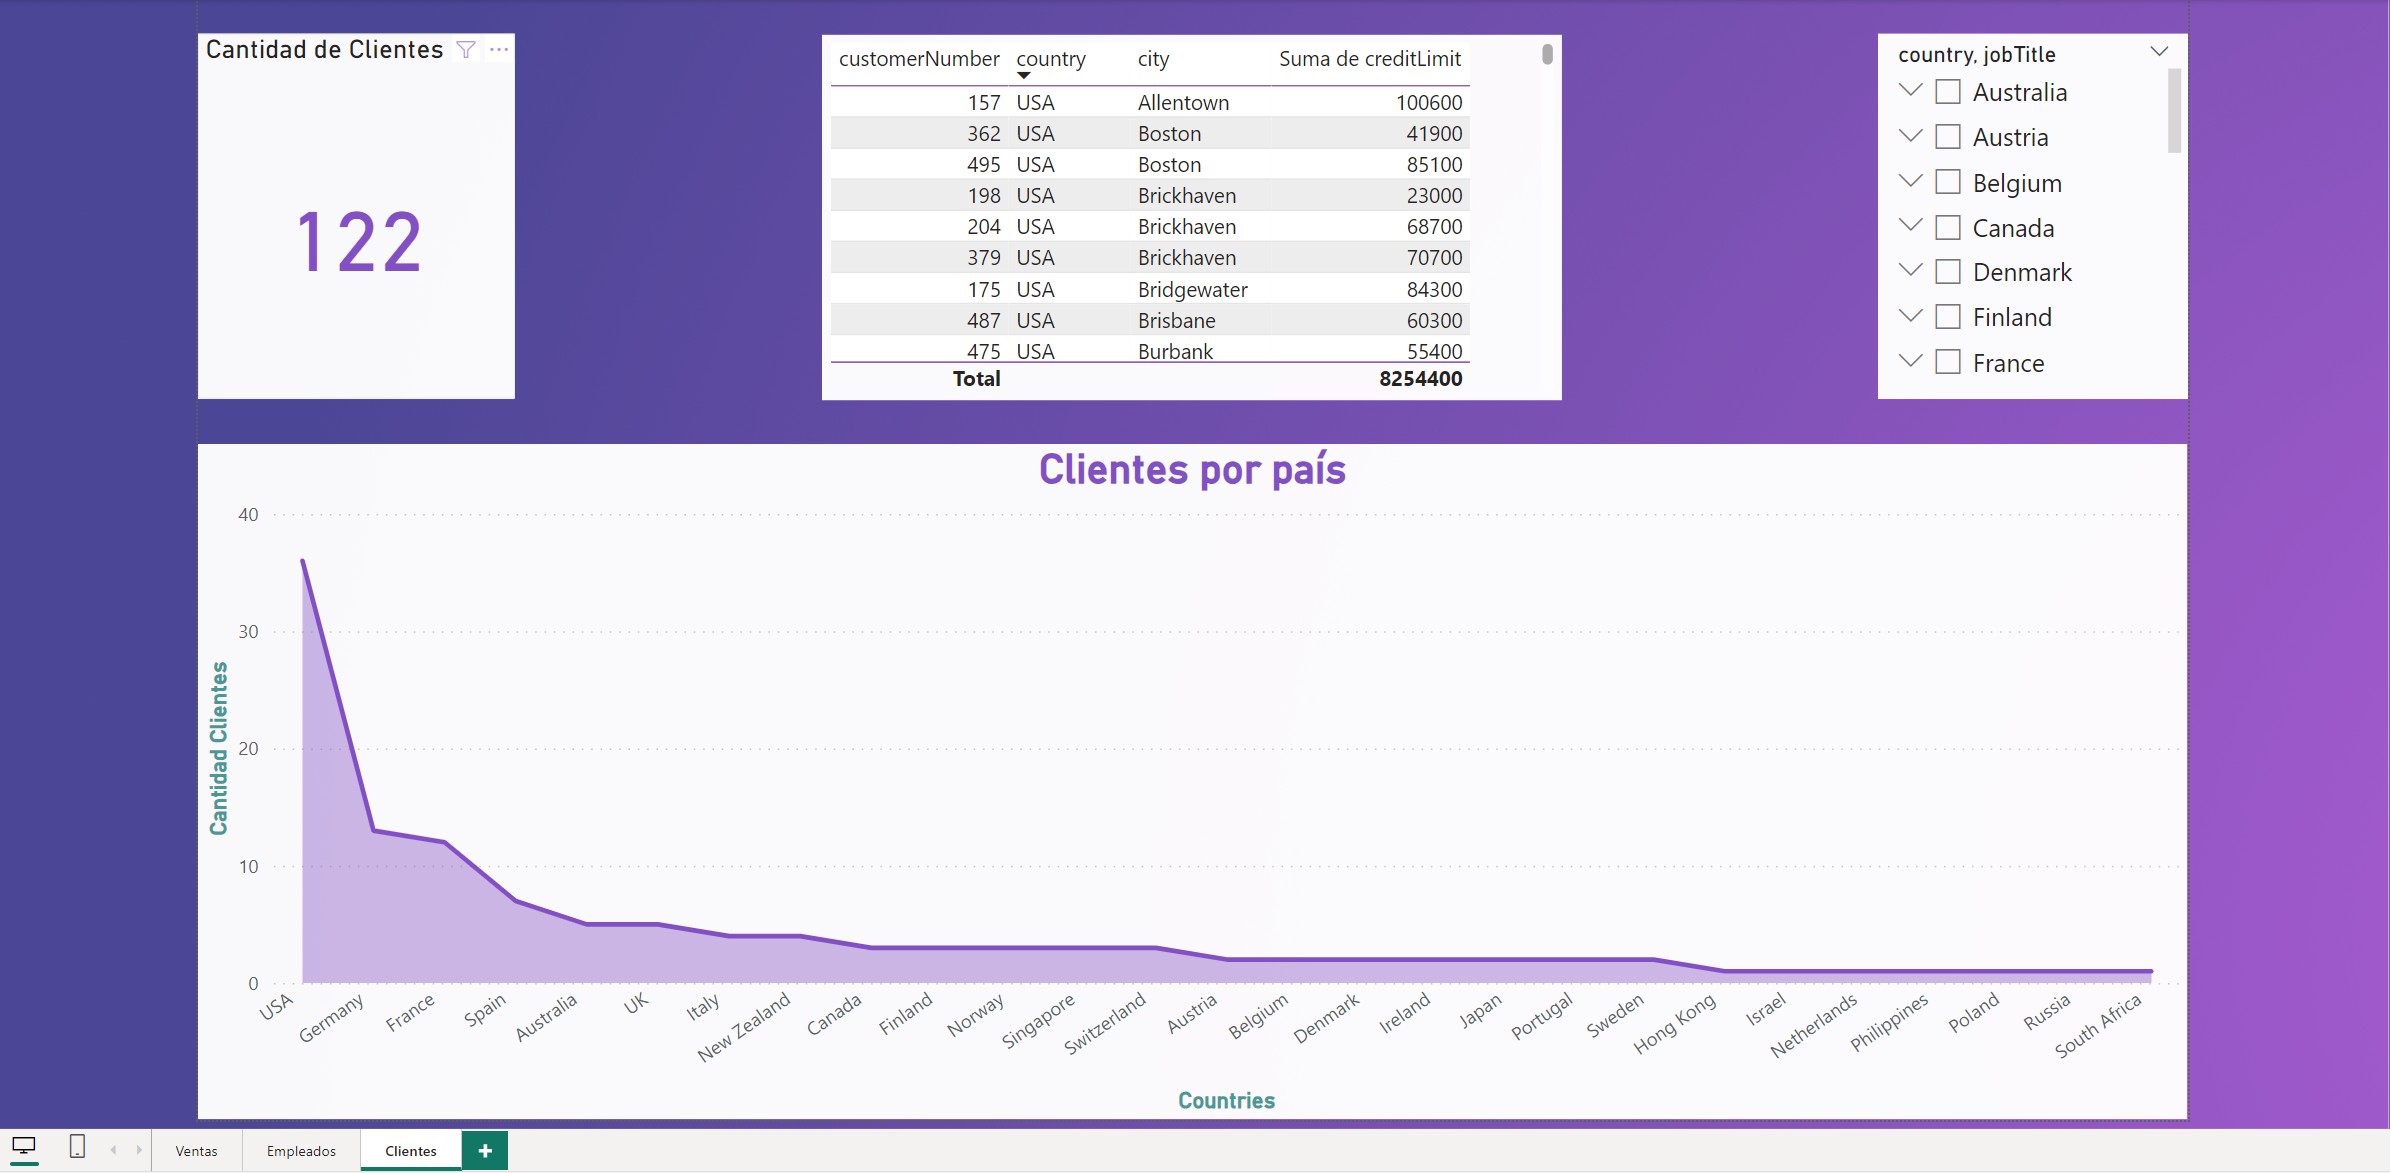 Cantidad de Clientes
122
customerNumber country city Suma de creditLimit
157 USA Allentown 100600
362 USA Boston 41900
495 USA Boston 85100
198 USA Brickhaven 23000
204 USA Brickhaven 68700
379 USA Brickhaven 70700
175 USA Bridgewater 84300
487 USA Brisbane 60300
475 USA Burbank 55400
Total 8254400
country, jobTitle
Australia
Austria
Belgium
Canada
Denmark
Finland
France
Clientes por país
Cantidad Clientes
40
30
20
10
0
USA Germany France Spain Australia UK Italy New Zealand Canada Finland Norway Singapore Switzerland Austria Belgium Denmark Ireland Japan Portugal Sweden Hong Kong Israel Netherlands Philippines Poland Russia South Africa
Countries
Ventas Empleados Clientes